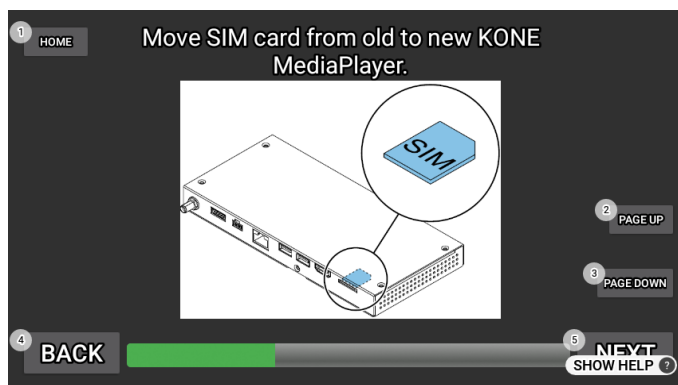 1
HOME
Move SIM card from old to new KONE
MediaPlayer.
SIM
2
PAGE UP
3
PAGE DOWN
4
BACK
5
NEXT
SHOW HELP ?